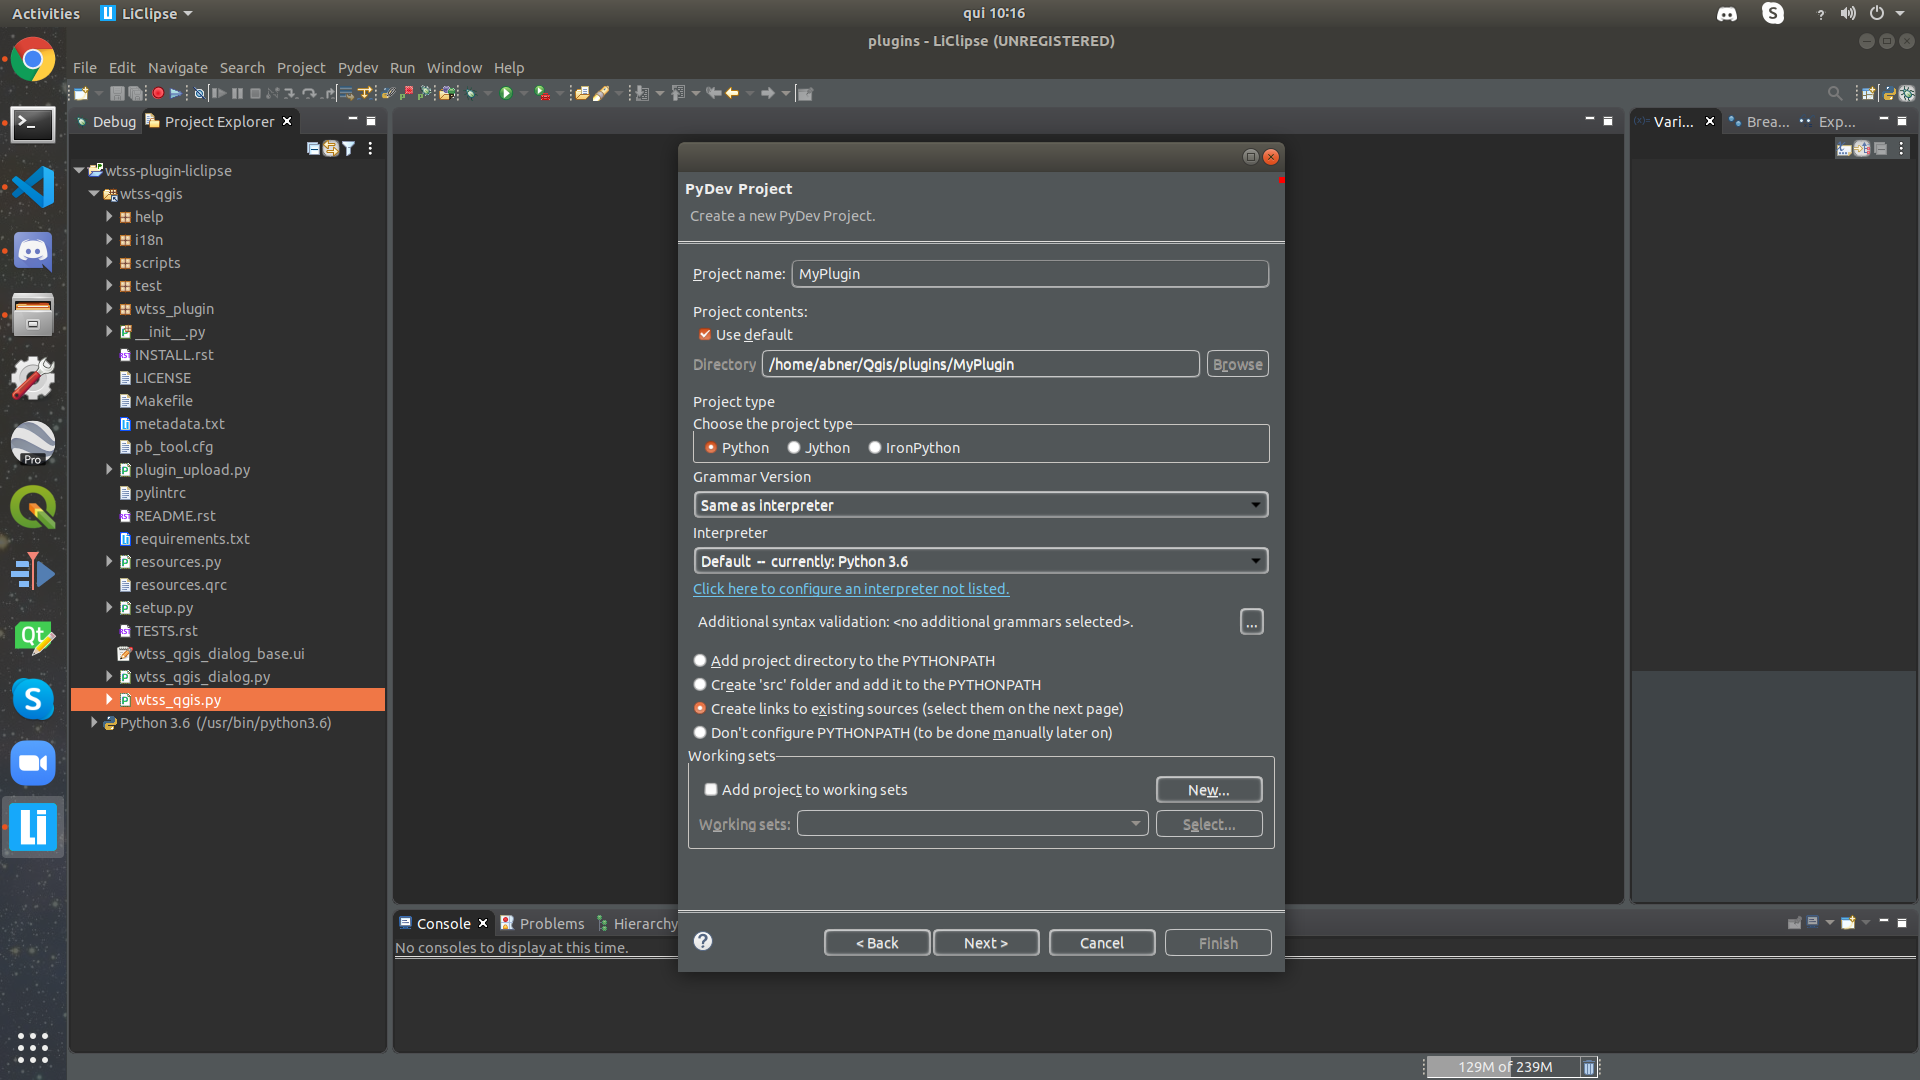 Activities LiClipse qui 10:16 ?
plugins - LiClipse (UNREGISTERED)
File Edit Navigate Search Project Pydev Run Window Help
Debug Project Explorer
Vari... Brea... Exp...
wtss-plugin-liclipse
wtss-qgis
help
i18n
scripts
test
wtss_plugin
__init__.py
INSTALL.rst
LICENSE
Makefile
metadata.txt
pb_tool.cfg
plugin_upload.py
pylintrc
README.rst
requirements.txt
resources.py
resources.qrc
setup.py
TESTS.rst
wtss_qgis_dialog_base.ui
wtss_qgis_dialog.py
wtss_qgis.py
Python 3.6 (/usr/bin/python3.6)
Pro
Qt
PyDev Project
Create a new PyDev Project.
Project name: MyPlugin
Project contents:
Use default
Directory /home/abner/Qgis/plugins/MyPlugin Browse
Project type
Choose the project type
Python Jython IronPython
Grammar Version
Same as interpreter
Interpreter
Default -- currently: Python 3.6
Click here to configure an interpreter not listed.
Additional syntax validation: <no additional grammars selected>. ...
Add project directory to the PYTHONPATH
Create 'src' folder and add it to the PYTHONPATH
Create links to existing sources (select them on the next page)
Don't configure PYTHONPATH (to be done manually later on)
Working sets
Add project to working sets New...
Working sets: Select...
? < Back Next > Cancel Finish
Console Problems Hierarchy
No consoles to display at this time.
129M of 239M